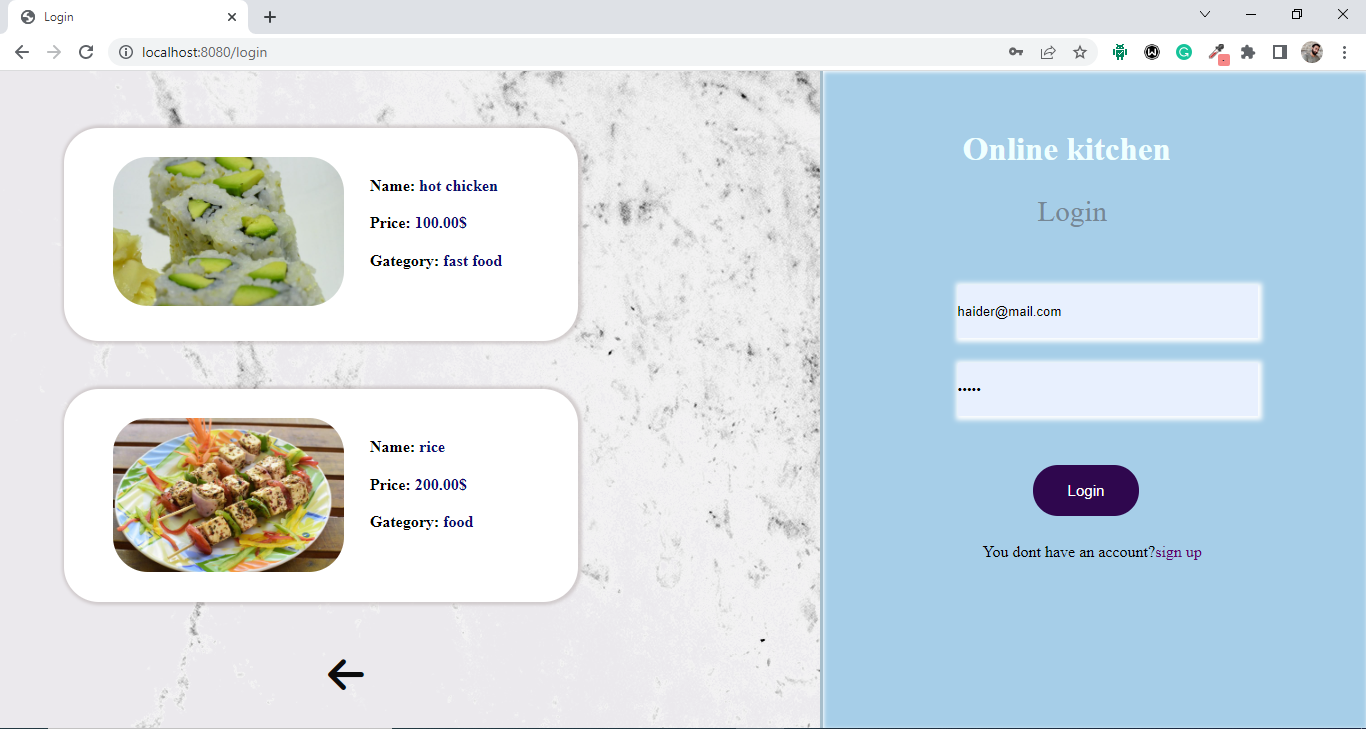 Login
localhost:8080/login
Name: hot chicken
Price: 100.00$
Gategory: fast food
Name: rice
Price: 200.00$
Gategory: food
Online kitchen
Login
haider@mail.com
•••••
Login
You dont have an account?sign up